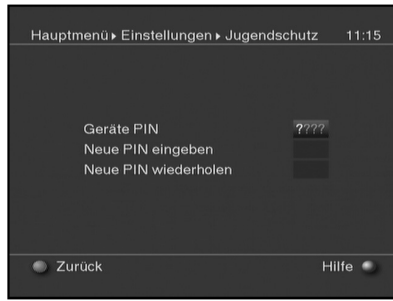 Hauptmenü ▸ Einstellungen ▸ Jugendschutz 11:15
Geräte PIN ????
Neue PIN eingeben
Neue PIN wiederholen
Zurück Hilfe